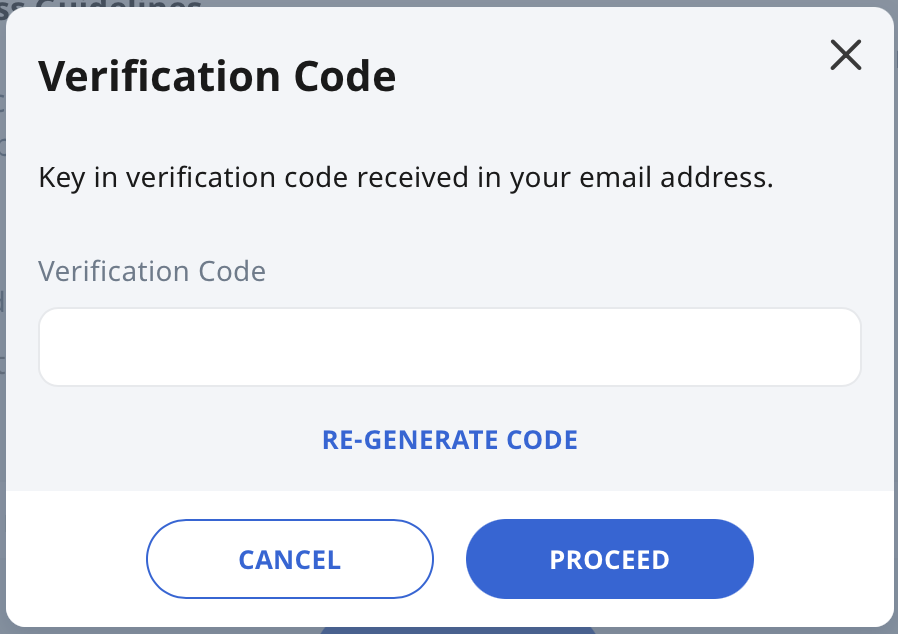 Verification Code
Key in verification code received in your email address.
Verification Code
RE-GENERATE CODE
CANCEL
PROCEED